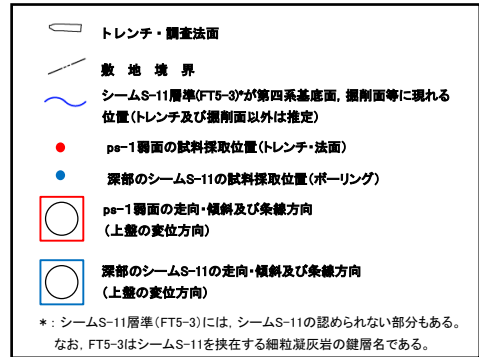 トレンチ・調査法面
敷 地 境 界
シームS-11層準(FT5-3)*が第四系基底面，掘削面等に現れる
位置(トレンチ及び掘削面以外は推定)
ps-1弱面の試料採取位置(トレンチ・法面)
深部のシームS-11の試料採取位置(ボーリング)
ps-1弱面の走向・傾斜及び条線方向
(上盤の変位方向)
深部のシームS-11の走向・傾斜及び条線方向
(上盤の変位方向)
*：シームS-11層準(FT5-3)には，シームS-11の認められない部分もある。
なお，FT5-3はシームS-11を挟在する細粒凝灰岩の鍵層名である。